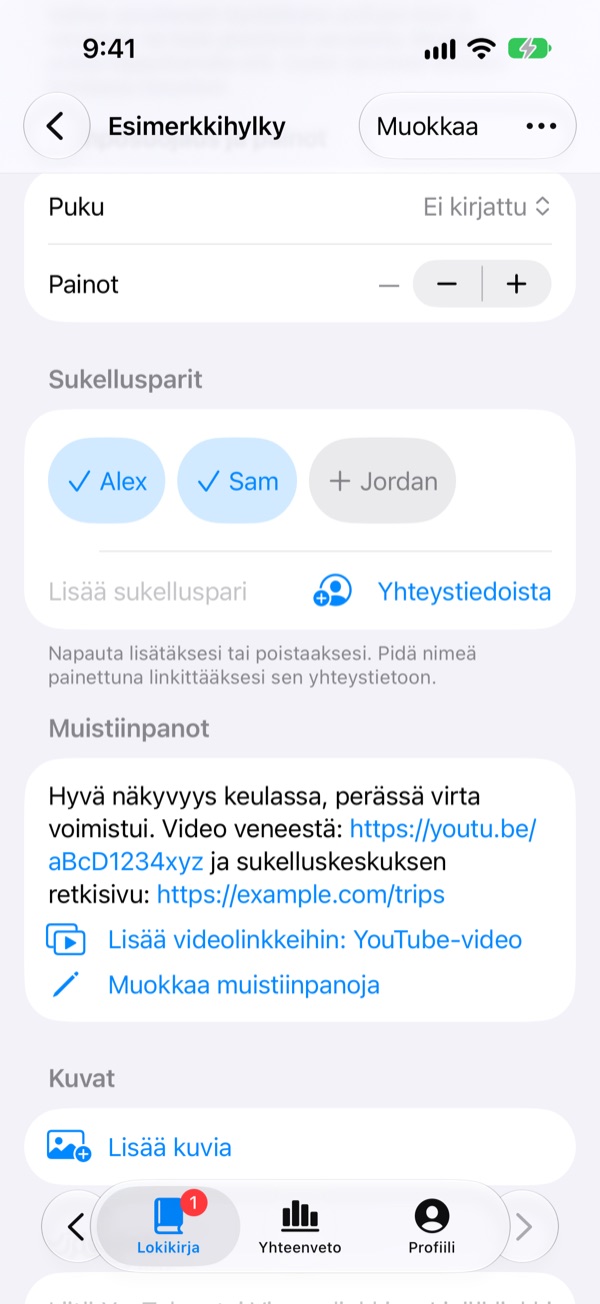 9:41
Esimerkkihylky
Muokkaa
Puku
Ei kirjattu
Painot
—
Sukellusparit
Alex
Sam
Jordan
Lisää sukelluspari
Yhteystiedoista
Napauta lisätäksesi tai poistaaksesi. Pidä nimeä
painettuna linkittääksesi sen yhteystietoon.
Muistiinpanot
Hyvä näkyvyys keulassa, perässä virta
voimistui. Video veneestä: https://youtu.be/
aBcD1234xyz ja sukelluskeskuksen
retkisivu: https://example.com/trips
Lisää videolinkkeihin: YouTube-video
Muokkaa muistiinpanoja
Kuvat
Lisää kuvia
1
Lokikirja
Yhteenveto
Profiili